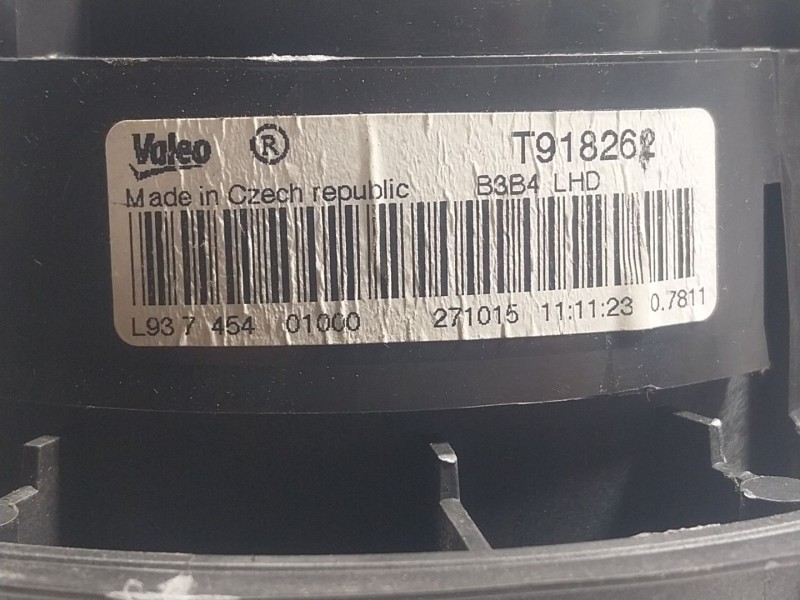 Valeo ® T918262
Made in Czech republic B3B4 LHD
L93 7 454 01000 271015 11:11:23 0.7811